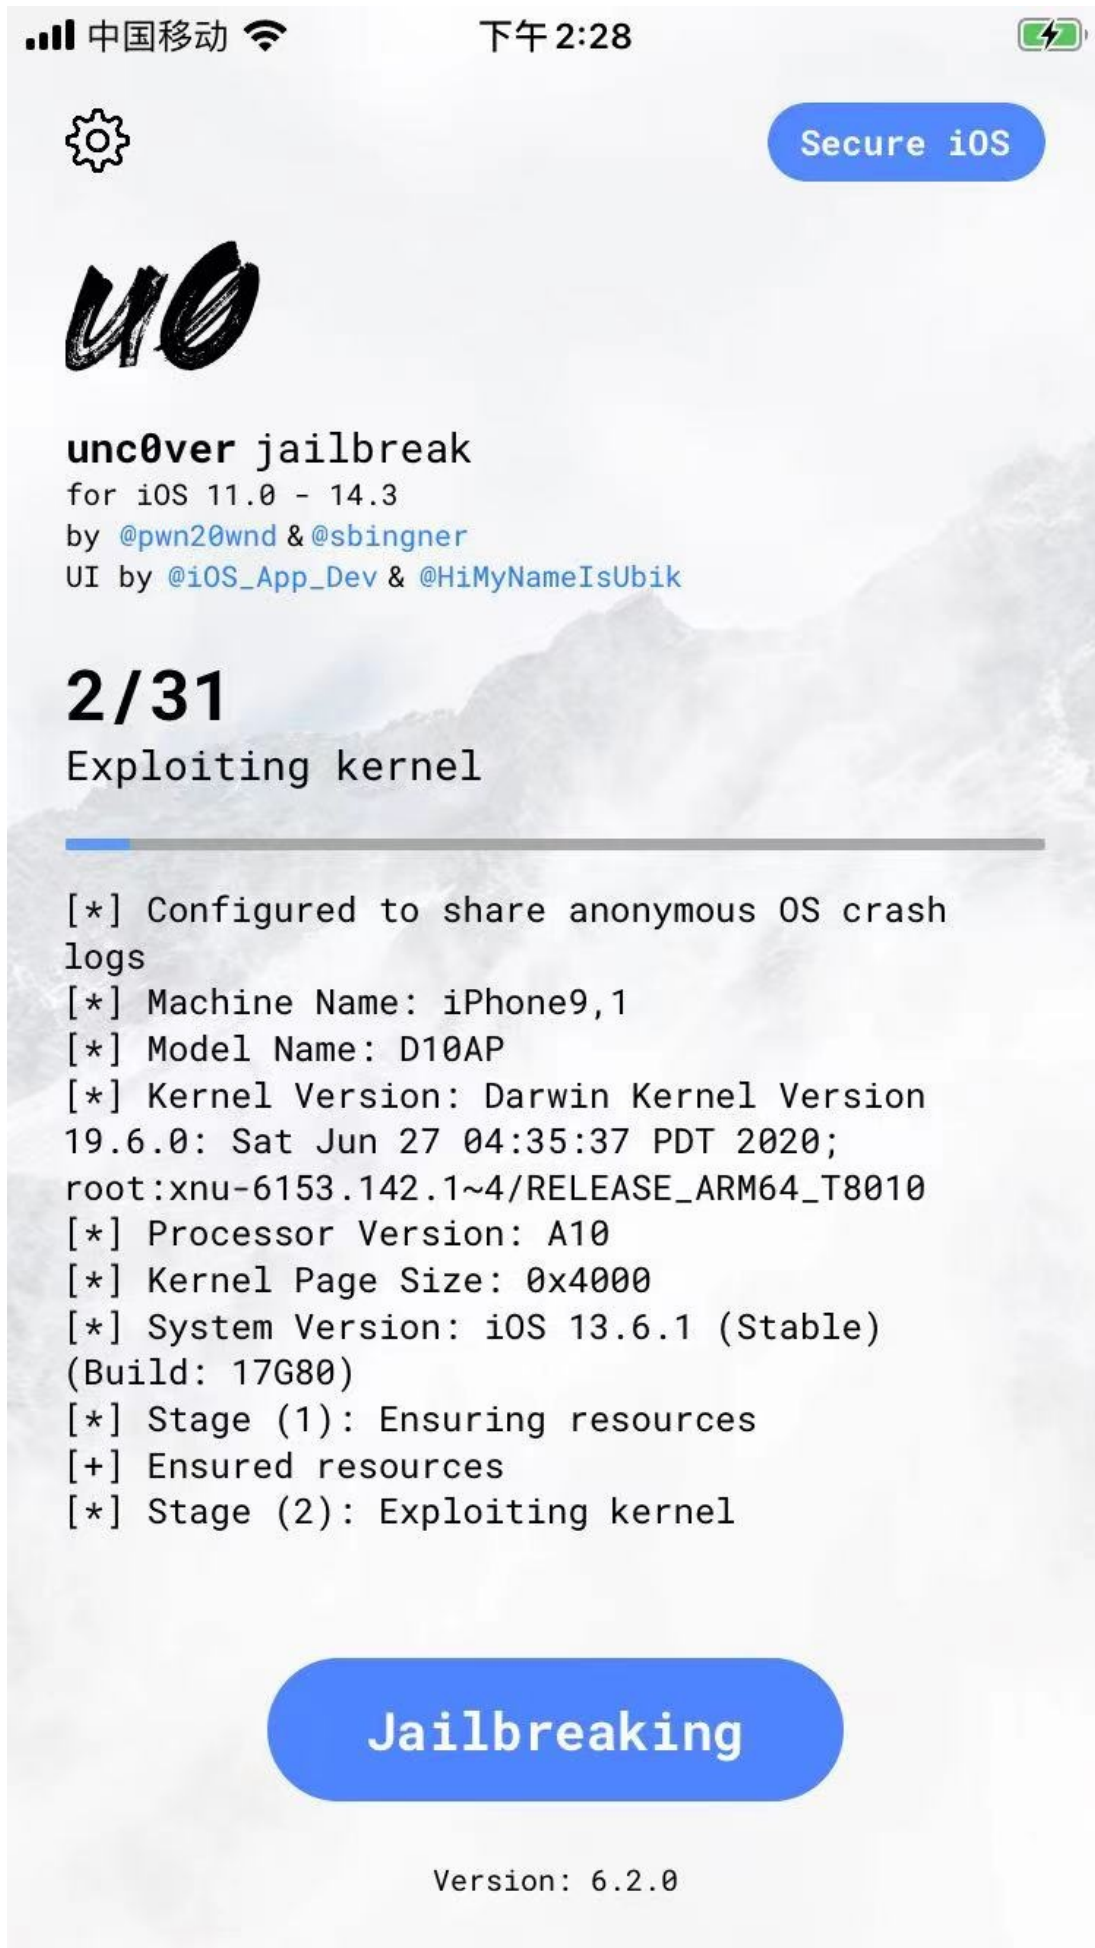 中国移动 下午2:28
Secure iOS
u0
unc0ver jailbreak
for iOS 11.0 - 14.3
by @pwn20wnd & @sbingner
UI by @iOS_App_Dev & @HiMyNameIsUbik
2/31
Exploiting kernel
[*] Configured to share anonymous OS crash
logs
[*] Machine Name: iPhone9,1
[*] Model Name: D10AP
[*] Kernel Version: Darwin Kernel Version
19.6.0: Sat Jun 27 04:35:37 PDT 2020;
root:xnu-6153.142.1~4/RELEASE_ARM64_T8010
[*] Processor Version: A10
[*] Kernel Page Size: 0x4000
[*] System Version: iOS 13.6.1 (Stable)
(Build: 17G80)
[*] Stage (1): Ensuring resources
[+] Ensured resources
[*] Stage (2): Exploiting kernel
Jailbreaking
Version: 6.2.0